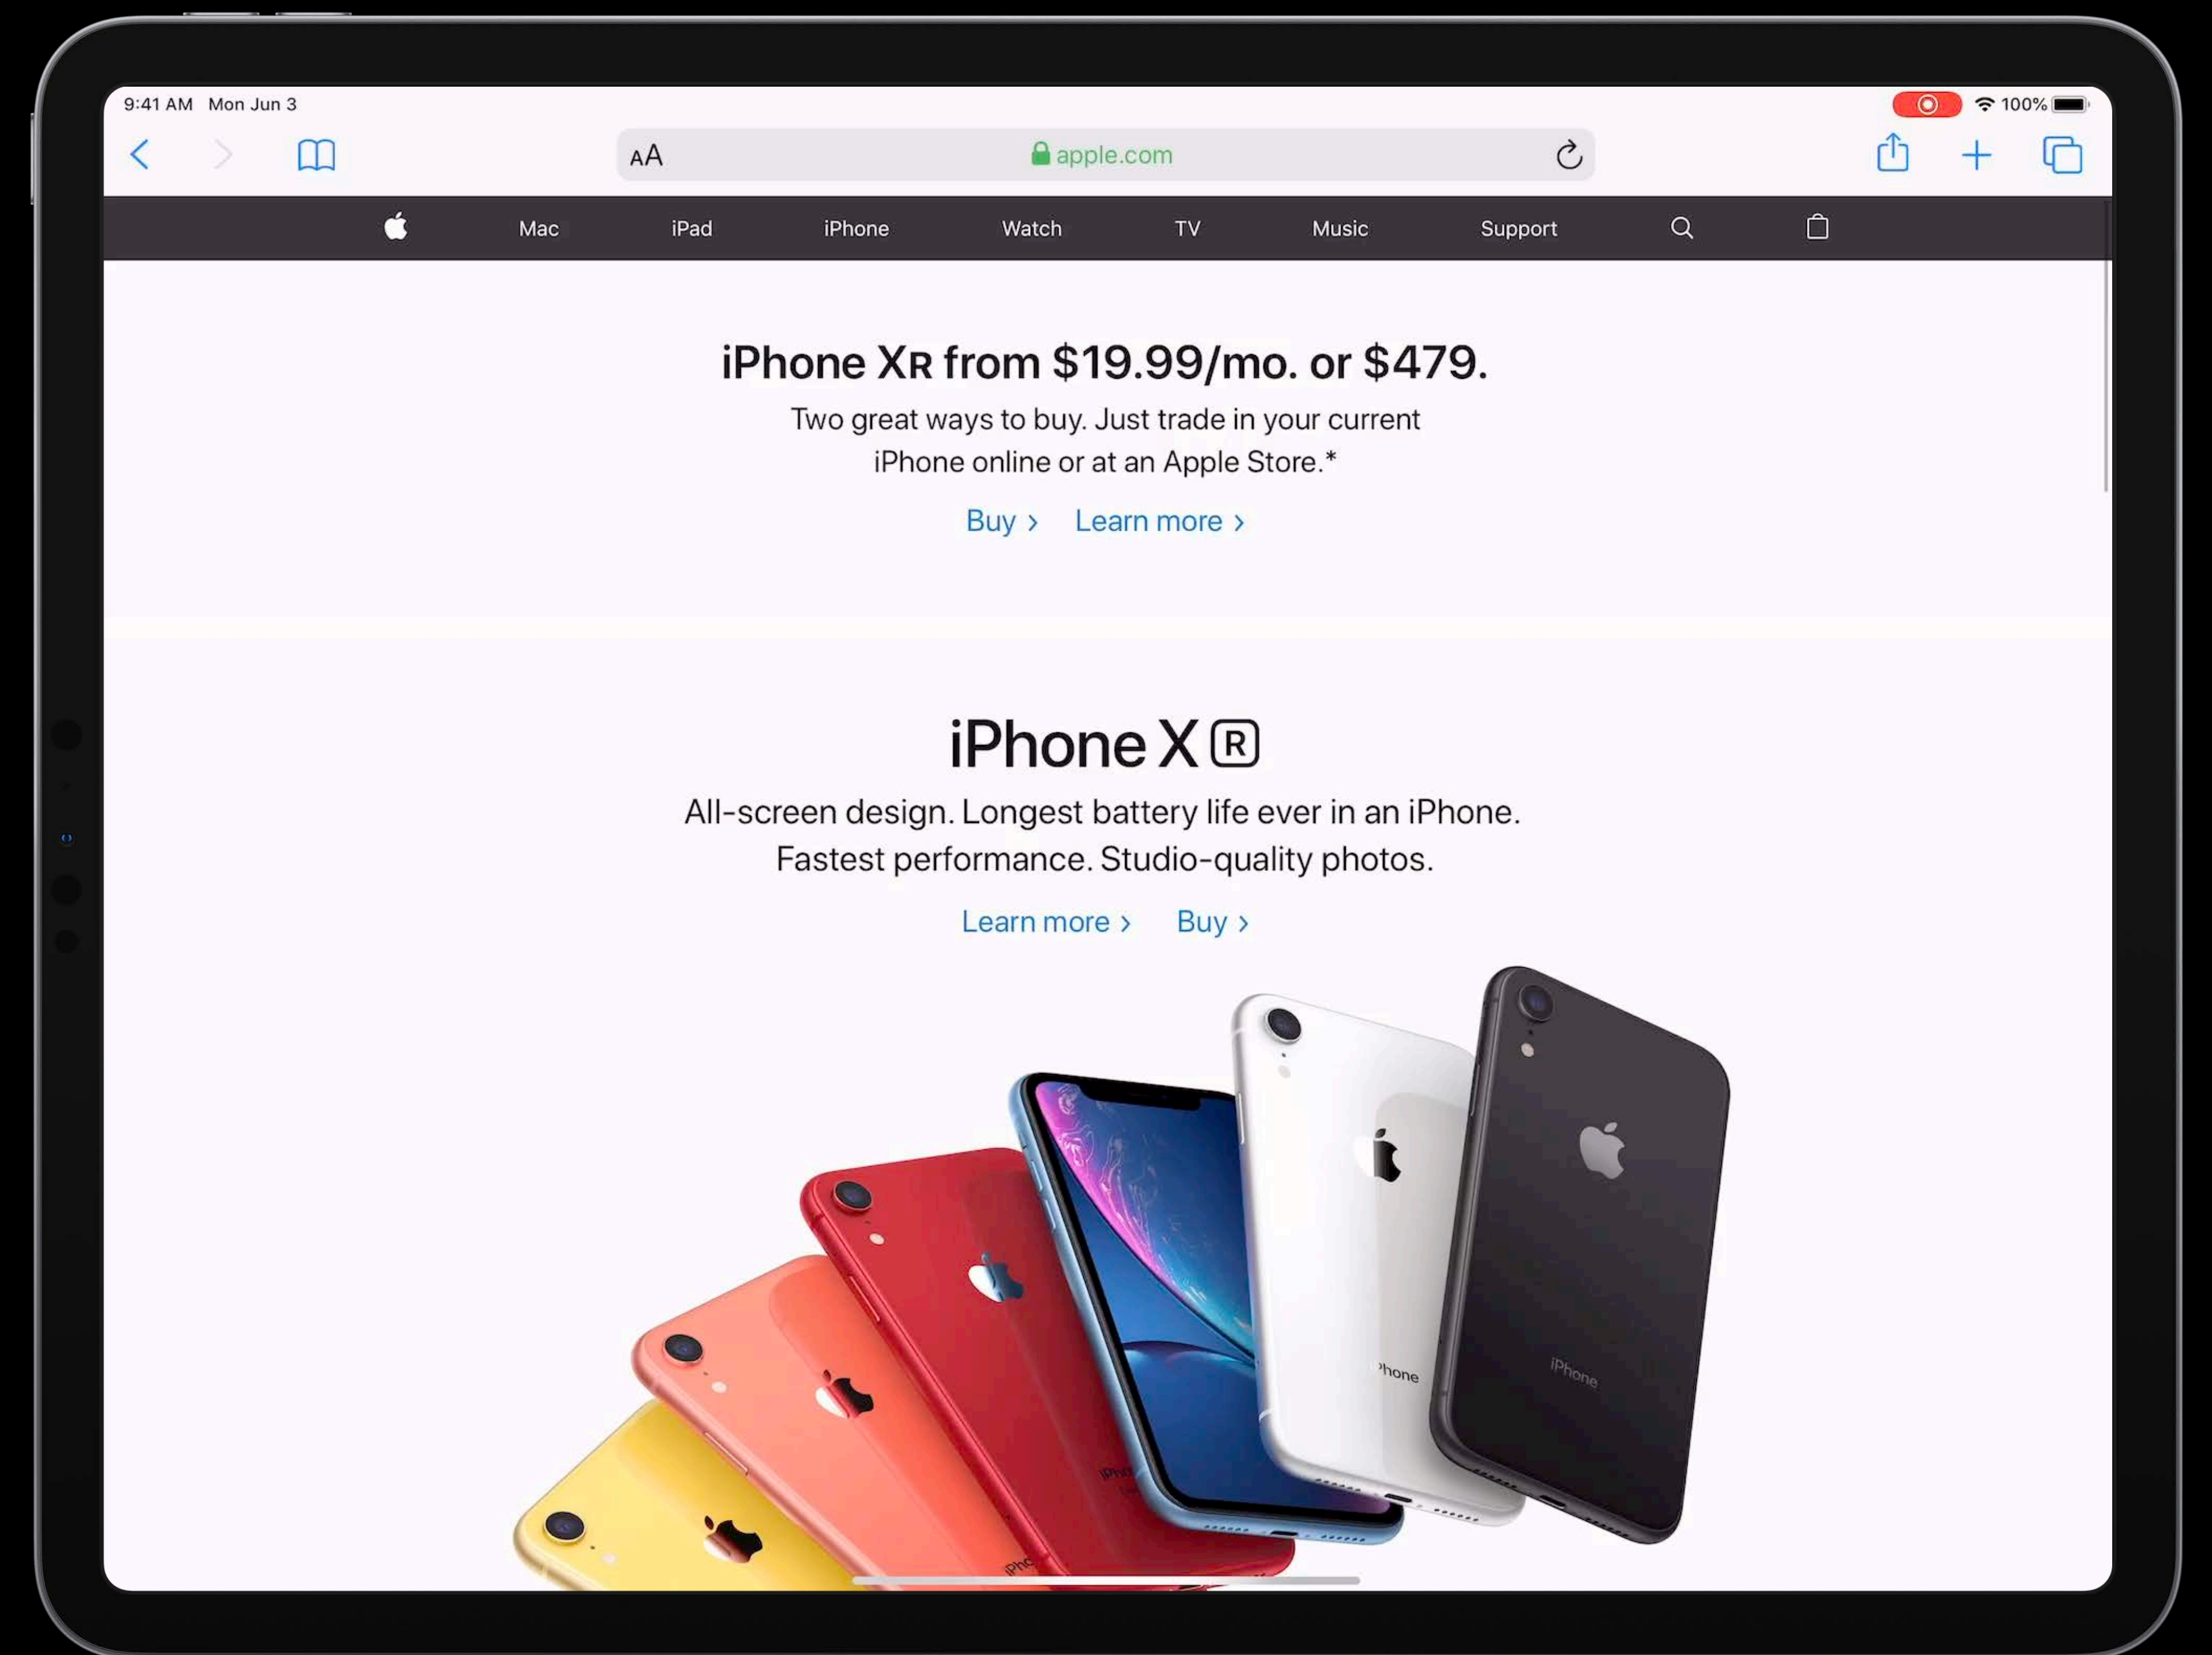 9:41 AM Mon Jun 3
100%
AA
apple.com
Mac iPad iPhone Watch TV Music Support
iPhone XR from $19.99/mo. or $479.
Two great ways to buy. Just trade in your current
iPhone online or at an Apple Store.*
Buy > Learn more >
iPhone XR
All-screen design. Longest battery life ever in an iPhone.
Fastest performance. Studio-quality photos.
Learn more > Buy >
Phone
iPhone
iPho
iPho